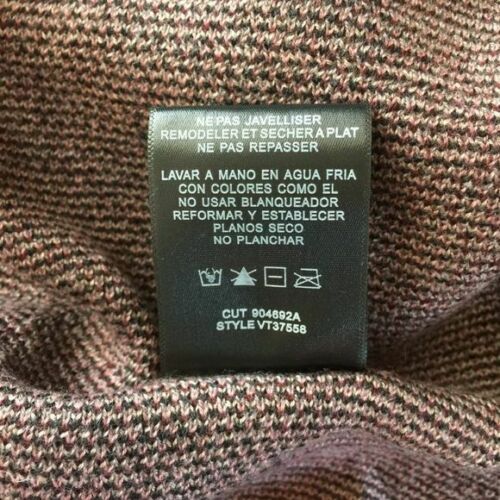 NE PAS JAVELLISER
REMODELER ET SECHER A PLAT
NE PAS REPASSER
LAVAR A MANO EN AGUA FRIA
CON COLORES COMO EL
NO USAR BLANQUEADOR
REFORMAR Y ESTABLECER
PLANOS SECO
NO PLANCHAR
CUT 904692A
STYLE VT37558